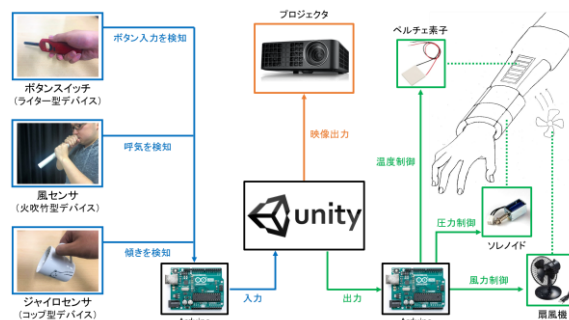 プロジェクタ
ボタン入力を検知
ペルチェ素子
ボタンスイッチ
(ライター型デバイス)
映像出力
呼気を検知
温度制御
風センサ
(火吹竹型デバイス)
unity
圧力制御
ソレノイド
傾きを検知
風力制御
入力
出力
ジャイロセンサ
(コップ型デバイス)
Arduino
Arduino
扇風機